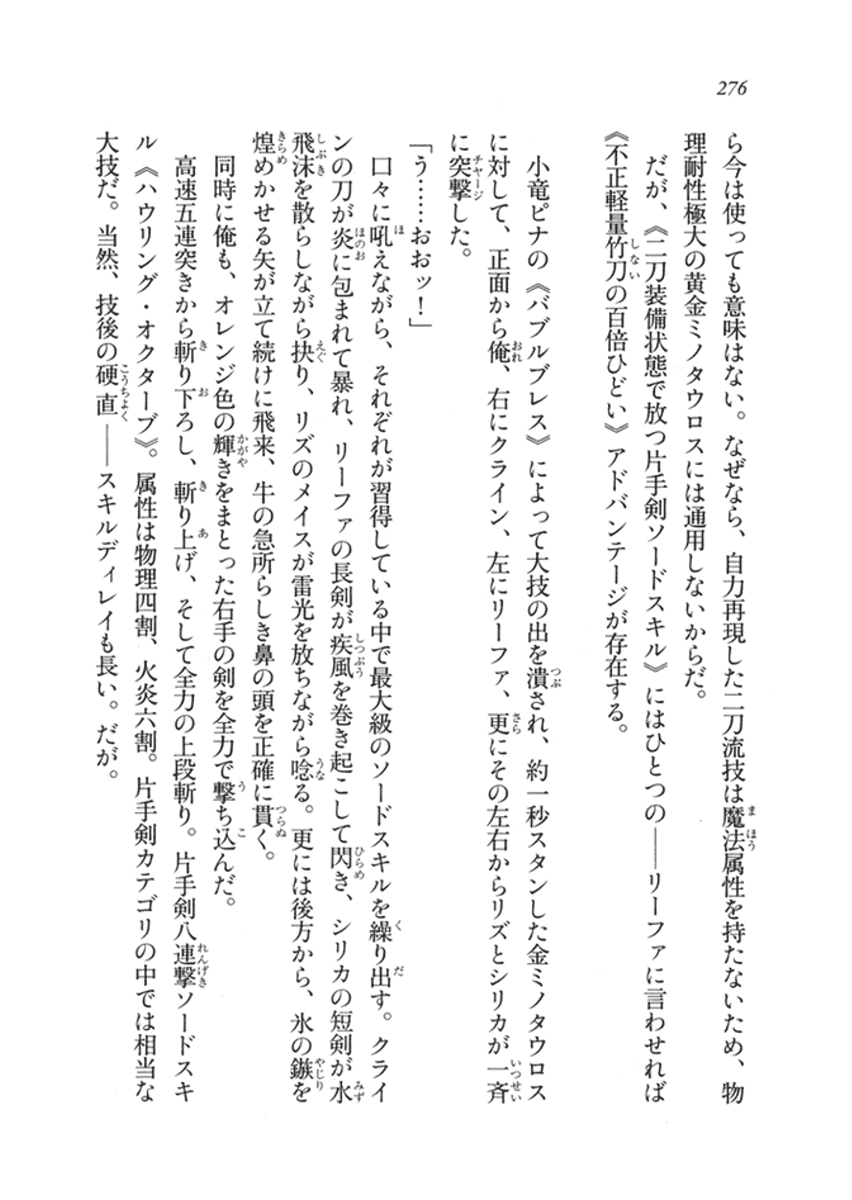 276
ら今は使っても意味はない。なぜなら、自力再現した二刀流技は魔法属性を持たないため、物
理耐性極大の黄金ミノタウロスには通用しないからだ。
だが、《二刀装備状態で放つ片手剣ソードスキル》にはひとつの――リーファに言わせれば
《不正軽量竹刀の百倍ひどい》アドバンテージが存在する。
小竜ピナの《バブルブレス》によって大技の出を潰され、約一秒スタンした金ミノタウロス
に対して、正面から俺、右にクライン、左にリーファ、更にその左右からリズとシリカが一斉
に突撃した。
「う……おおッ！」
口々に吼えながら、それぞれが習得している中で最大級のソードスキルを繰り出す。クライ
ンの刀が炎に包まれて暴れ、リーファの長剣が疾風を巻き起こして閃き、シリカの短剣が水
飛沫を散らしながら抉り、リズのメイスが雷光を放ちながら唸る。更には後方から、氷の鏃を
煌めかせる矢が立て続けに飛来、牛の急所らしき鼻の頭を正確に貫く。
同時に俺も、オレンジ色の輝きをまとった右手の剣を全力で撃ち込んだ。
高速五連突きから斬り下ろし、斬り上げ、そして全力の上段斬り。片手剣八連撃ソードスキ
ル《ハウリング・オクターブ》。属性は物理四割、火炎六割。片手剣カテゴリの中では相当な
大技だ。当然、技後の硬直――スキルディレイも長い。だが。